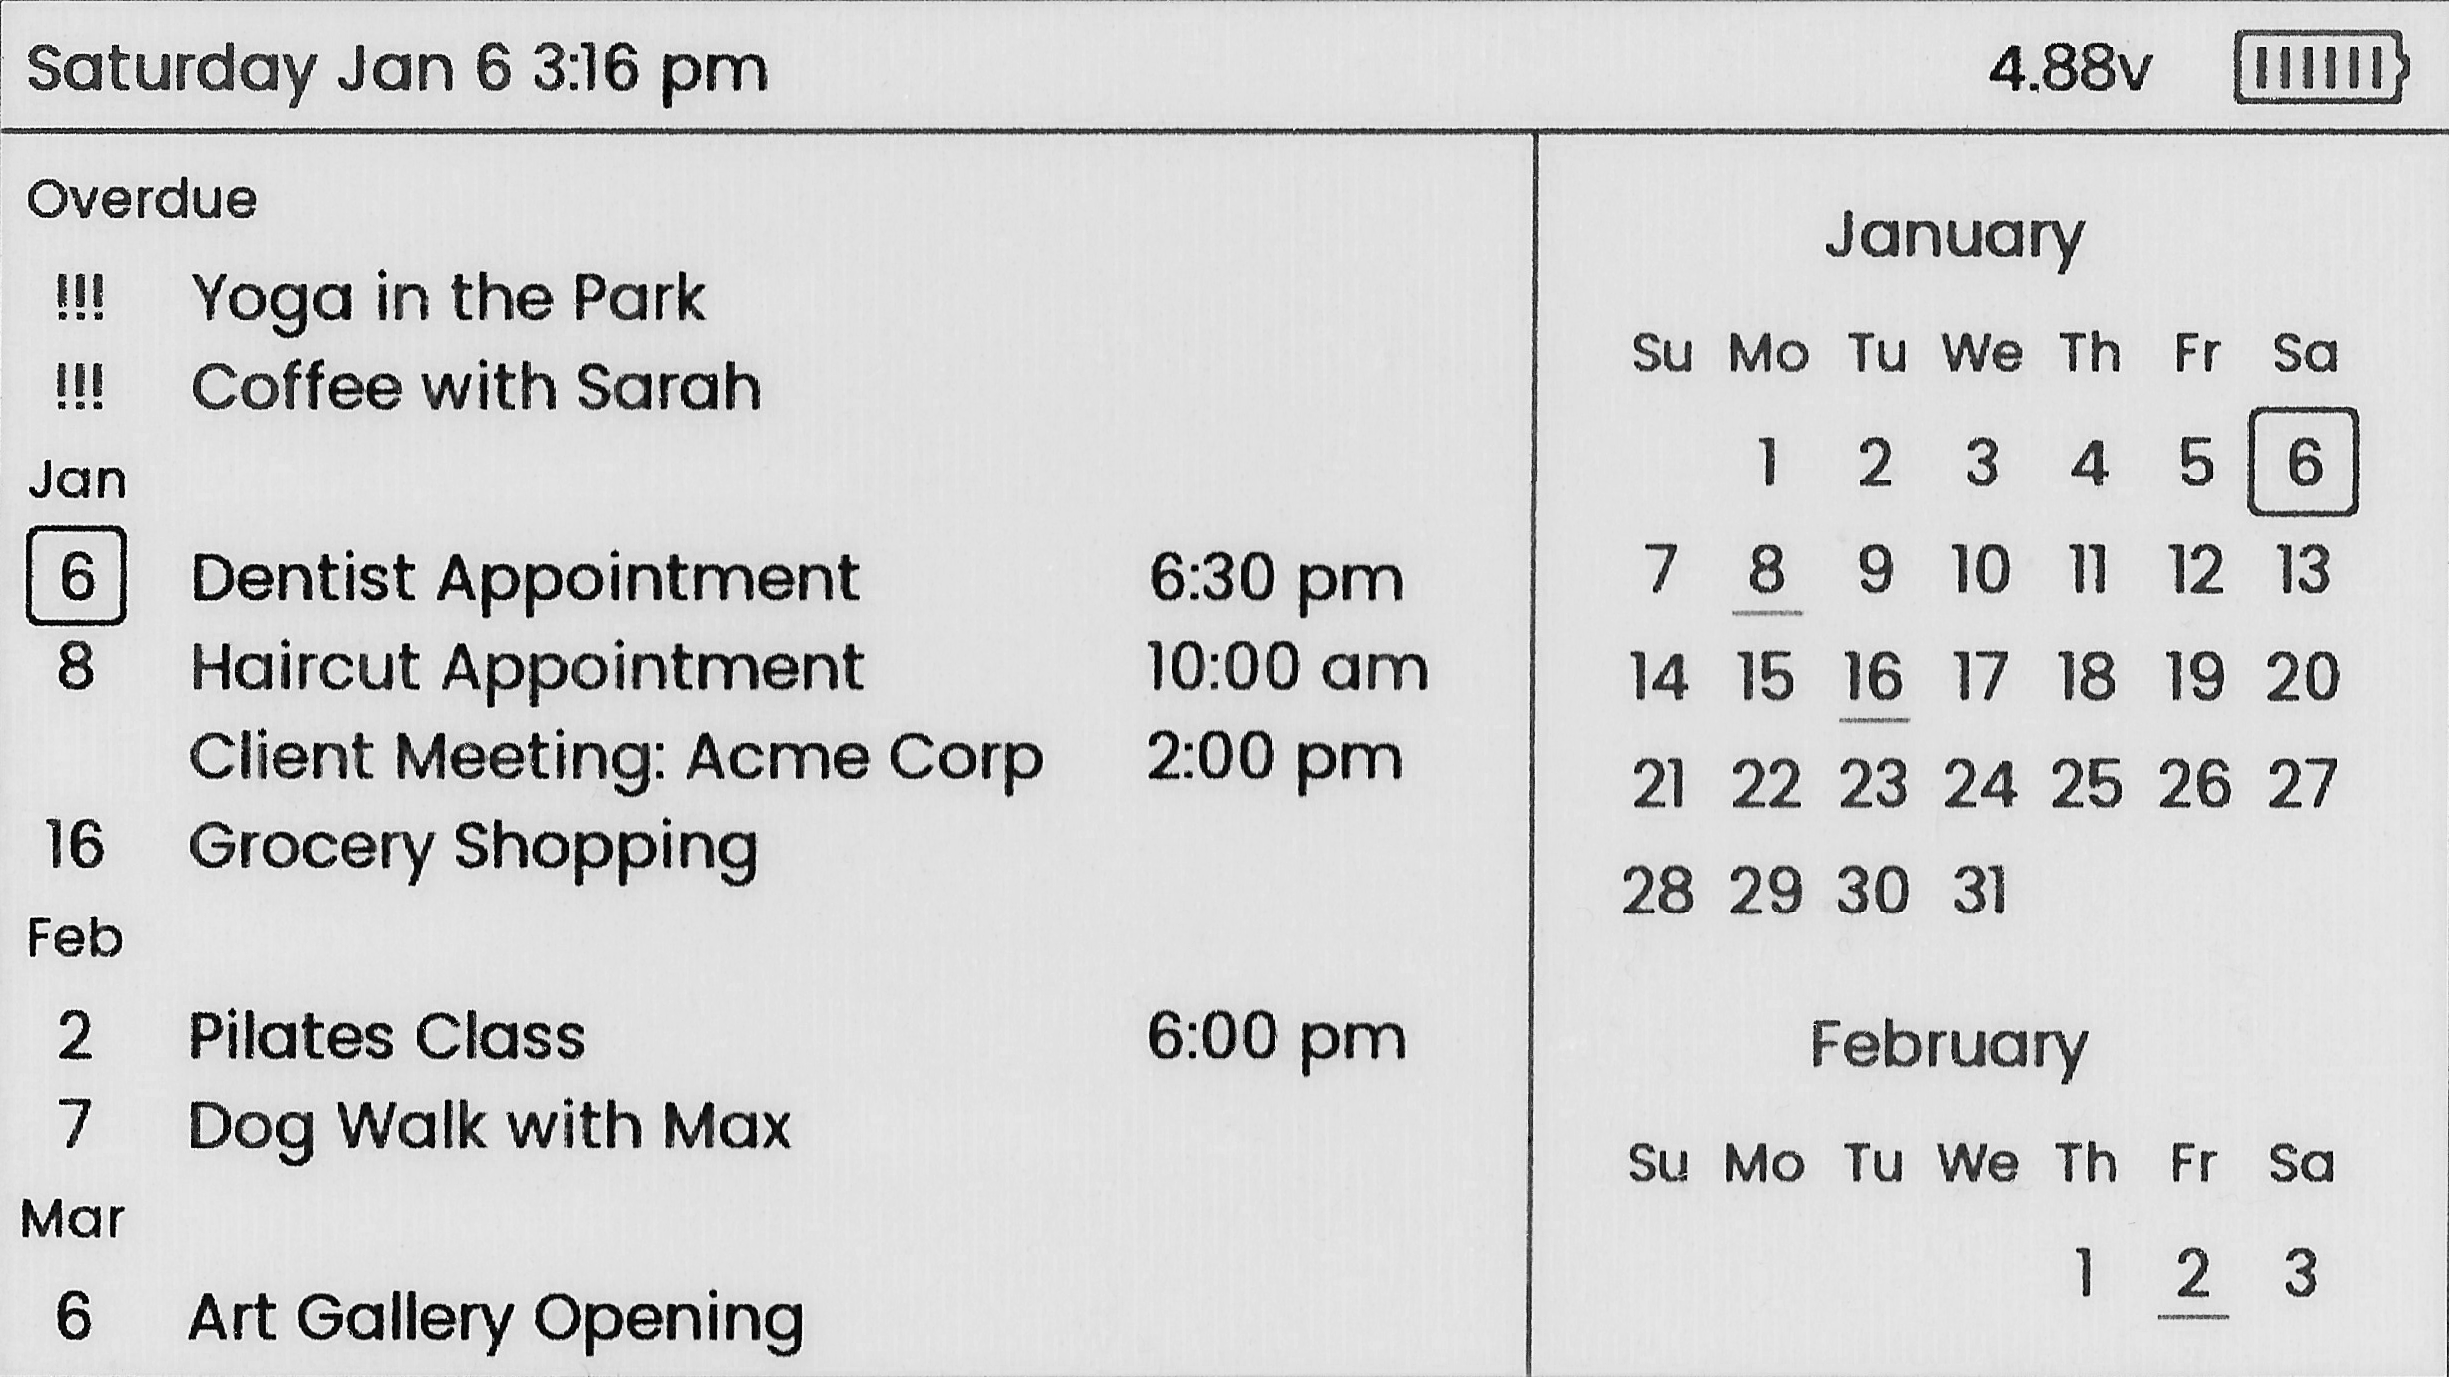 Saturday Jan 6 3:16 pm
4.88v
Overdue
!!! Yoga in the Park
!!! Coffee with Sarah
Jan
6 Dentist Appointment 6:30 pm
8 Haircut Appointment 10:00 am
Client Meeting: Acme Corp 2:00 pm
16 Grocery Shopping
Feb
2 Pilates Class 6:00 pm
7 Dog Walk with Max
Mar
6 Art Gallery Opening
January
Su Mo Tu We Th Fr Sa
1 2 3 4 5 6
7 8 9 10 11 12 13
14 15 16 17 18 19 20
21 22 23 24 25 26 27
28 29 30 31
February
Su Mo Tu We Th Fr Sa
1 2 3